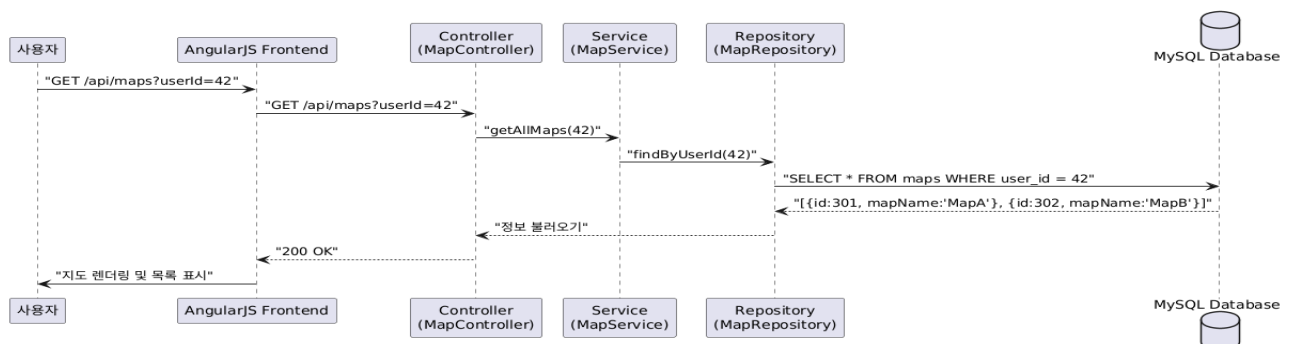 사용자
AngularJS Frontend
Controller
(MapController)
Service
(MapService)
Repository
(MapRepository)
MySQL Database
"GET /api/maps?userId=42"
"GET /api/maps?userId=42"
"getAllMaps(42)"
"findByUserId(42)"
"SELECT * FROM maps WHERE user_id = 42"
"[{id:301, mapName:'MapA'}, {id:302, mapName:'MapB'}]"
"정보 불러오기"
"200 OK"
"지도 렌더링 및 목록 표시"
사용자
AngularJS Frontend
Controller
(MapController)
Service
(MapService)
Repository
(MapRepository)
MySQL Database